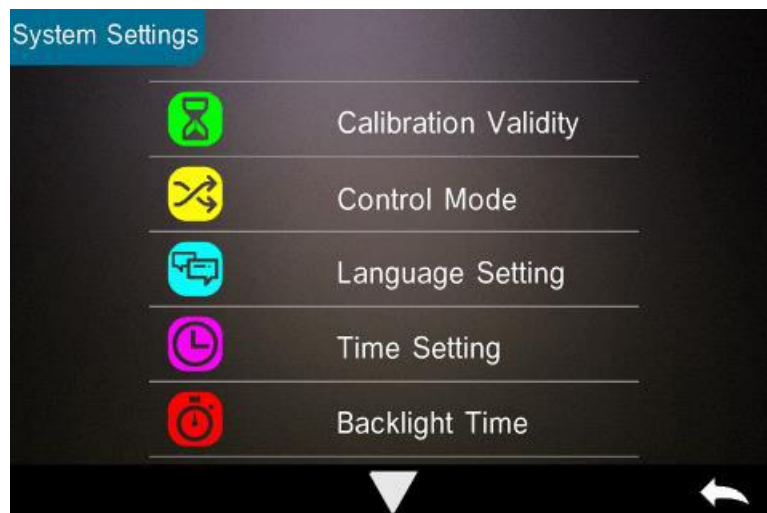 System Settings
Calibration Validity
Control Mode
Language Setting
Time Setting
Backlight Time